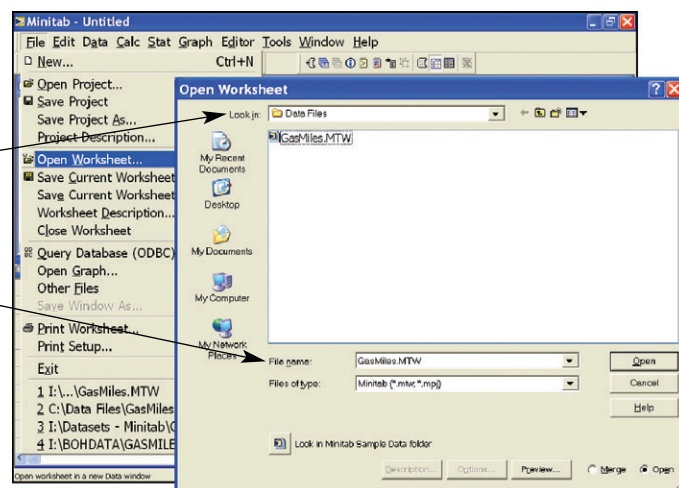 Minitab - Untitled
File Edit Data Calc Stat Graph Editor Tools Window Help
New... Ctrl+N
Open Project...
Save Project
Save Project As...
Project Description...
Open Worksheet...
Save Current Worksheet
Save Current Worksheet
Worksheet Description...
Close Worksheet
Query Database (ODBC)
Open Graph...
Other Files
Save Window As...
Print Worksheet...
Print Setup...
Exit
1 I:\...\GasMiles.MTW
2 C:\Data Files\GasMiles
3 I:\Datasets - Minitab\
4 I:\BOHDATA\GASMILE
Open worksheet in a new Data window
Open Worksheet
Look in: Data Files
GasMiles.MTW
My Recent
Documents
Desktop
My Documents
My Computer
My Network
Places
File name: GasMiles.MTW Open
Files of type: Minitab (*.mtw; *.mpj) Cancel
Help
Look in Minitab Sample Data folder
Description... Options... Preview... Merge Open